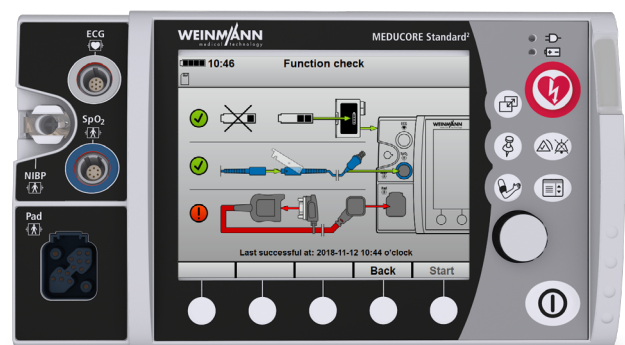 ECG
SpO₂
NIBP
Pad
WEINMANN
medical technology
MEDUCORE Standard²
10:46
Function check
WEINMANN
Last successful at: 2018-11-12 10:44 o'clock
Back
Start